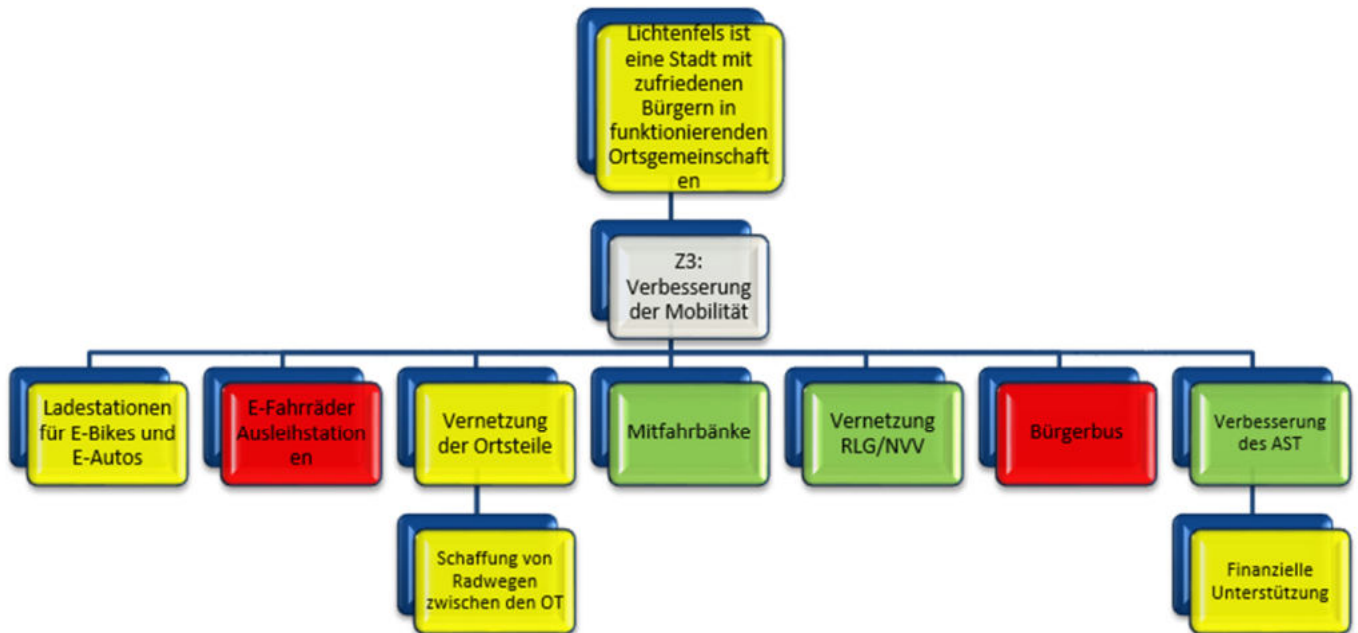 Lichtenfels ist
eine Stadt mit
zufriedenen
Bürgern in
funktionierenden
Ortsgemeinschaft
en
Z3:
Verbesserung
der Mobilität
Ladestationen
für E-Bikes und
E-Autos
E-Fahrräder
Ausleihstation
en
Vernetzung
der Ortsteile
Mitfahrbänke
Vernetzung
RLG/NVV
Bürgerbus
Verbesserung
des AST
Schaffung von
Radwegen
zwischen den OT
Finanzielle
Unterstützung